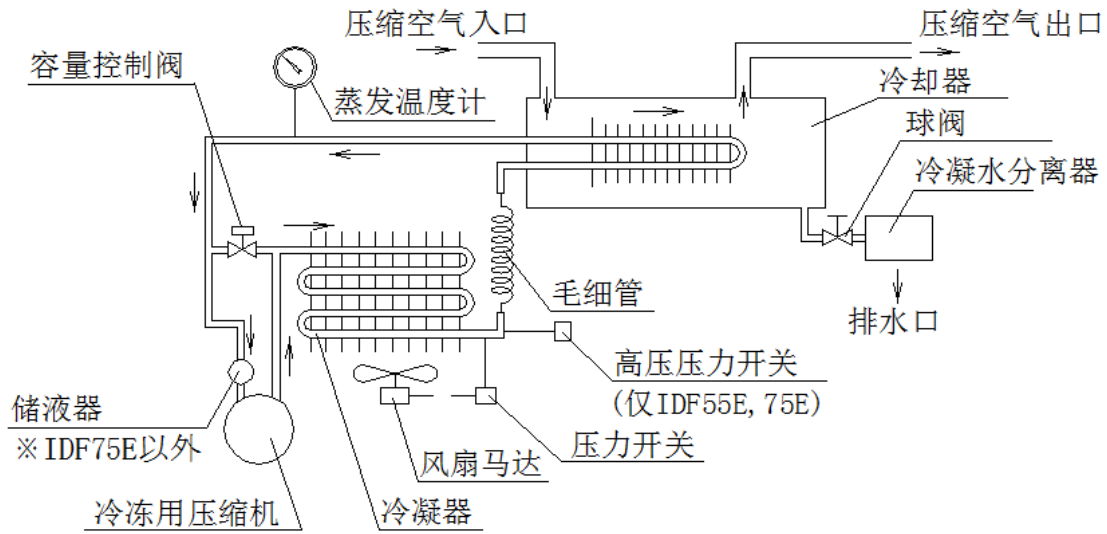 压缩空气入口
压缩空气出口
容量控制阀
蒸发温度计
冷却器
球阀
冷凝水分离器
毛细管
排水口
高压压力开关
(仅IDF55E,75E)
储液器
※IDF75E以外
压力开关
风扇马达
冷冻用压缩机
冷凝器